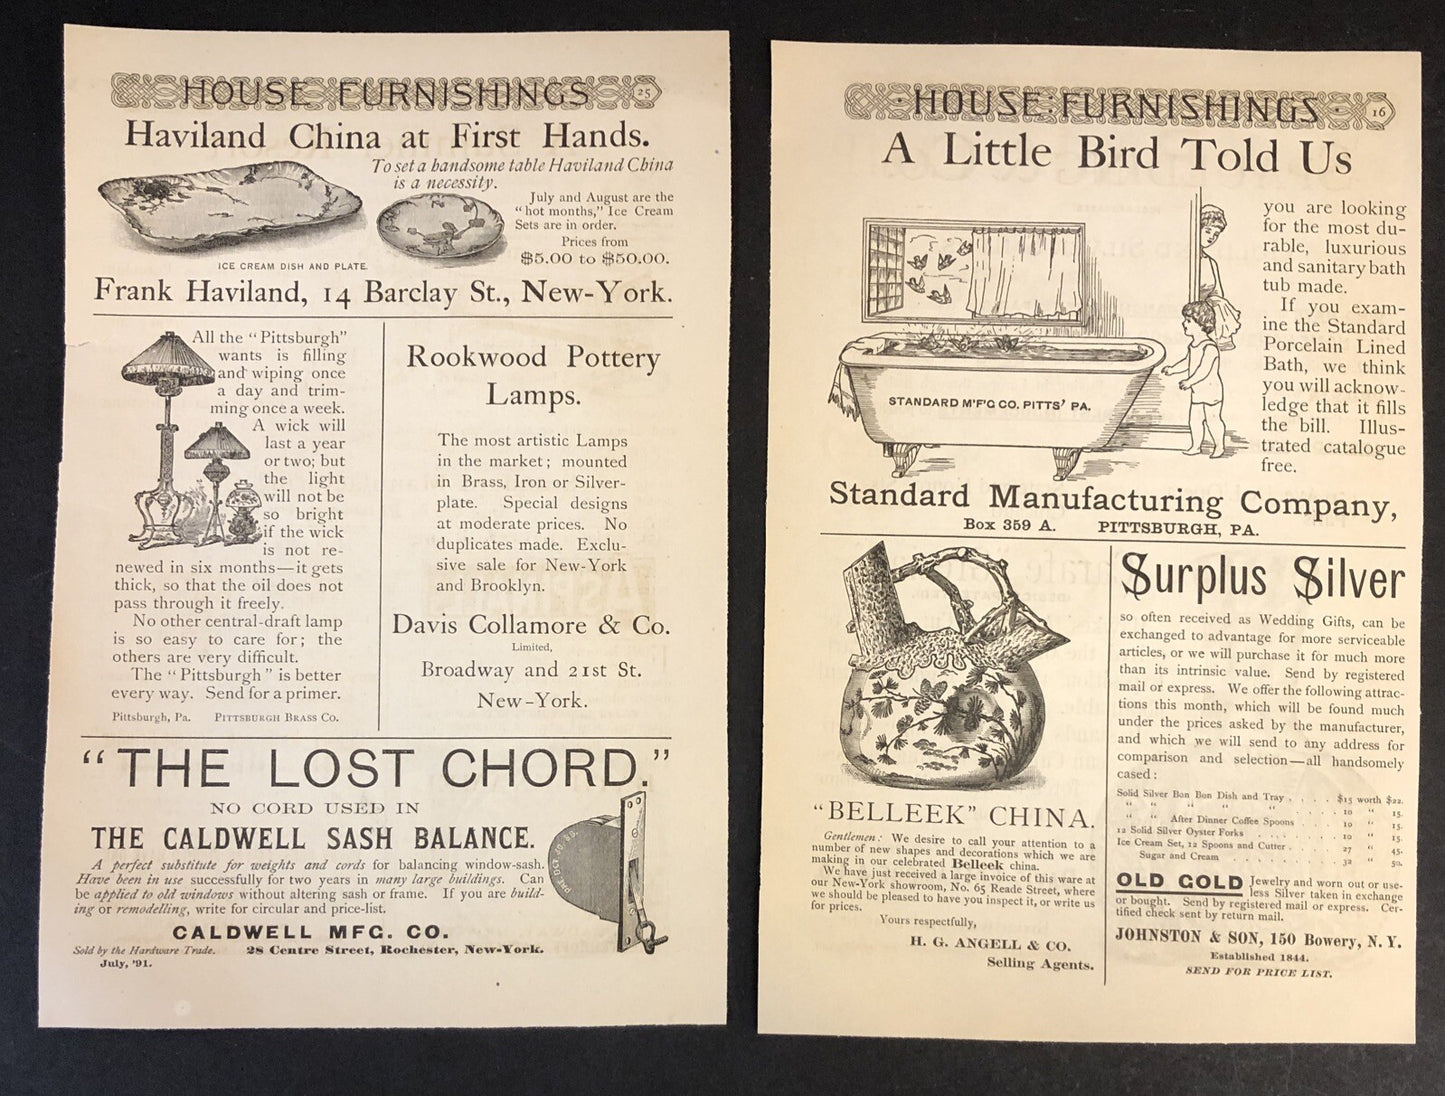 HOUSE FURNISHINGS 25
Haviland China at First Hands.
To set a handsome table Haviland China
is a necessity.
July and August are the
"hot months," Ice Cream
Sets are in order.
Prices from
$5.00 to $50.00.
ICE CREAM DISH AND PLATE.
Frank Haviland, 14 Barclay St., New-York.
All the "Pittsburgh"
wants is filling
and wiping once
a day and trim-
ming once a week.
A wick will
last a year
or two; but
the light
will not be
so bright
if the wick
is not re-
newed in six months—it gets
thick, so that the oil does not
pass through it freely.
No other central-draft lamp
is so easy to care for; the
others are very difficult.
The "Pittsburgh" is better
every way. Send for a primer.
Pittsburgh, Pa. PITTSBURGH BRASS CO.
Rookwood Pottery
Lamps.
The most artistic Lamps
in the market; mounted
in Brass, Iron or Silver-
plate. Special designs
at moderate prices. No
duplicates made. Exclu-
sive sale for New-York
and Brooklyn.
Davis Collamore & Co.
Limited,
Broadway and 21st St.
New-York.
"THE LOST CHORD."
NO CORD USED IN
THE CALDWELL SASH BALANCE.
A perfect substitute for weights and cords for balancing window-sash.
Have been in use successfully for two years in many large buildings. Can
be applied to old windows without altering sash or frame. If you are build-
ing or remodelling, write for circular and price-list.
CALDWELL MFG. CO.
Sold by the Hardware Trade. 28 Centre Street, Rochester, New-York.
July, '91.
HOUSE FURNISHINGS 16
A Little Bird Told Us
you are looking
for the most du-
rable, luxurious
and sanitary bath
tub made.
If you exam-
ine the Standard
Porcelain Lined
Bath, we think
you will acknow-
ledge that it fills
the bill. Illus-
trated catalogue
free.
STANDARD M'F'G CO. PITTS' PA.
Standard Manufacturing Company,
Box 359 A. PITTSBURGH, PA.
"BELLEEK" CHINA.
Gentlemen: We desire to call your attention to a
number of new shapes and decorations which we are
making in our celebrated Belleek china.
We have just received a large invoice of this ware at
our New-York showroom, No. 65 Reade Street, where
we should be pleased to have you inspect it, or write us
for prices.
Yours respectfully,
H. G. ANGELL & CO.
Selling Agents.
Surplus Silver
so often received as Wedding Gifts, can be
exchanged to advantage for more serviceable
articles, or we will purchase it for much more
than its intrinsic value. Send by registered
mail or express. We offer the following attrac-
tions this month, which will be found much
under the prices asked by the manufacturer,
and which we will send to any address for
comparison and selection—all handsomely
cased:
Solid Silver Bon Bon Dish and Tray . . . . $15 worth $22.
" " " " " . . . . 10 " 15.
" " After Dinner Coffee Spoons . . . 10 " 15.
12 Solid Silver Oyster Forks . . . . 10 " 15.
Ice Cream Set, 12 Spoons and Cutter . . . . 27 " 45.
Sugar and Cream . . . . 32 " 50.
OLD GOLD Jewelry and worn out or use-
less Silver taken in exchange
or bought. Send by registered mail or express. Cer-
tified check sent by return mail.
JOHNSTON & SON, 150 Bowery, N. Y.
Established 1844.
SEND FOR PRICE LIST.